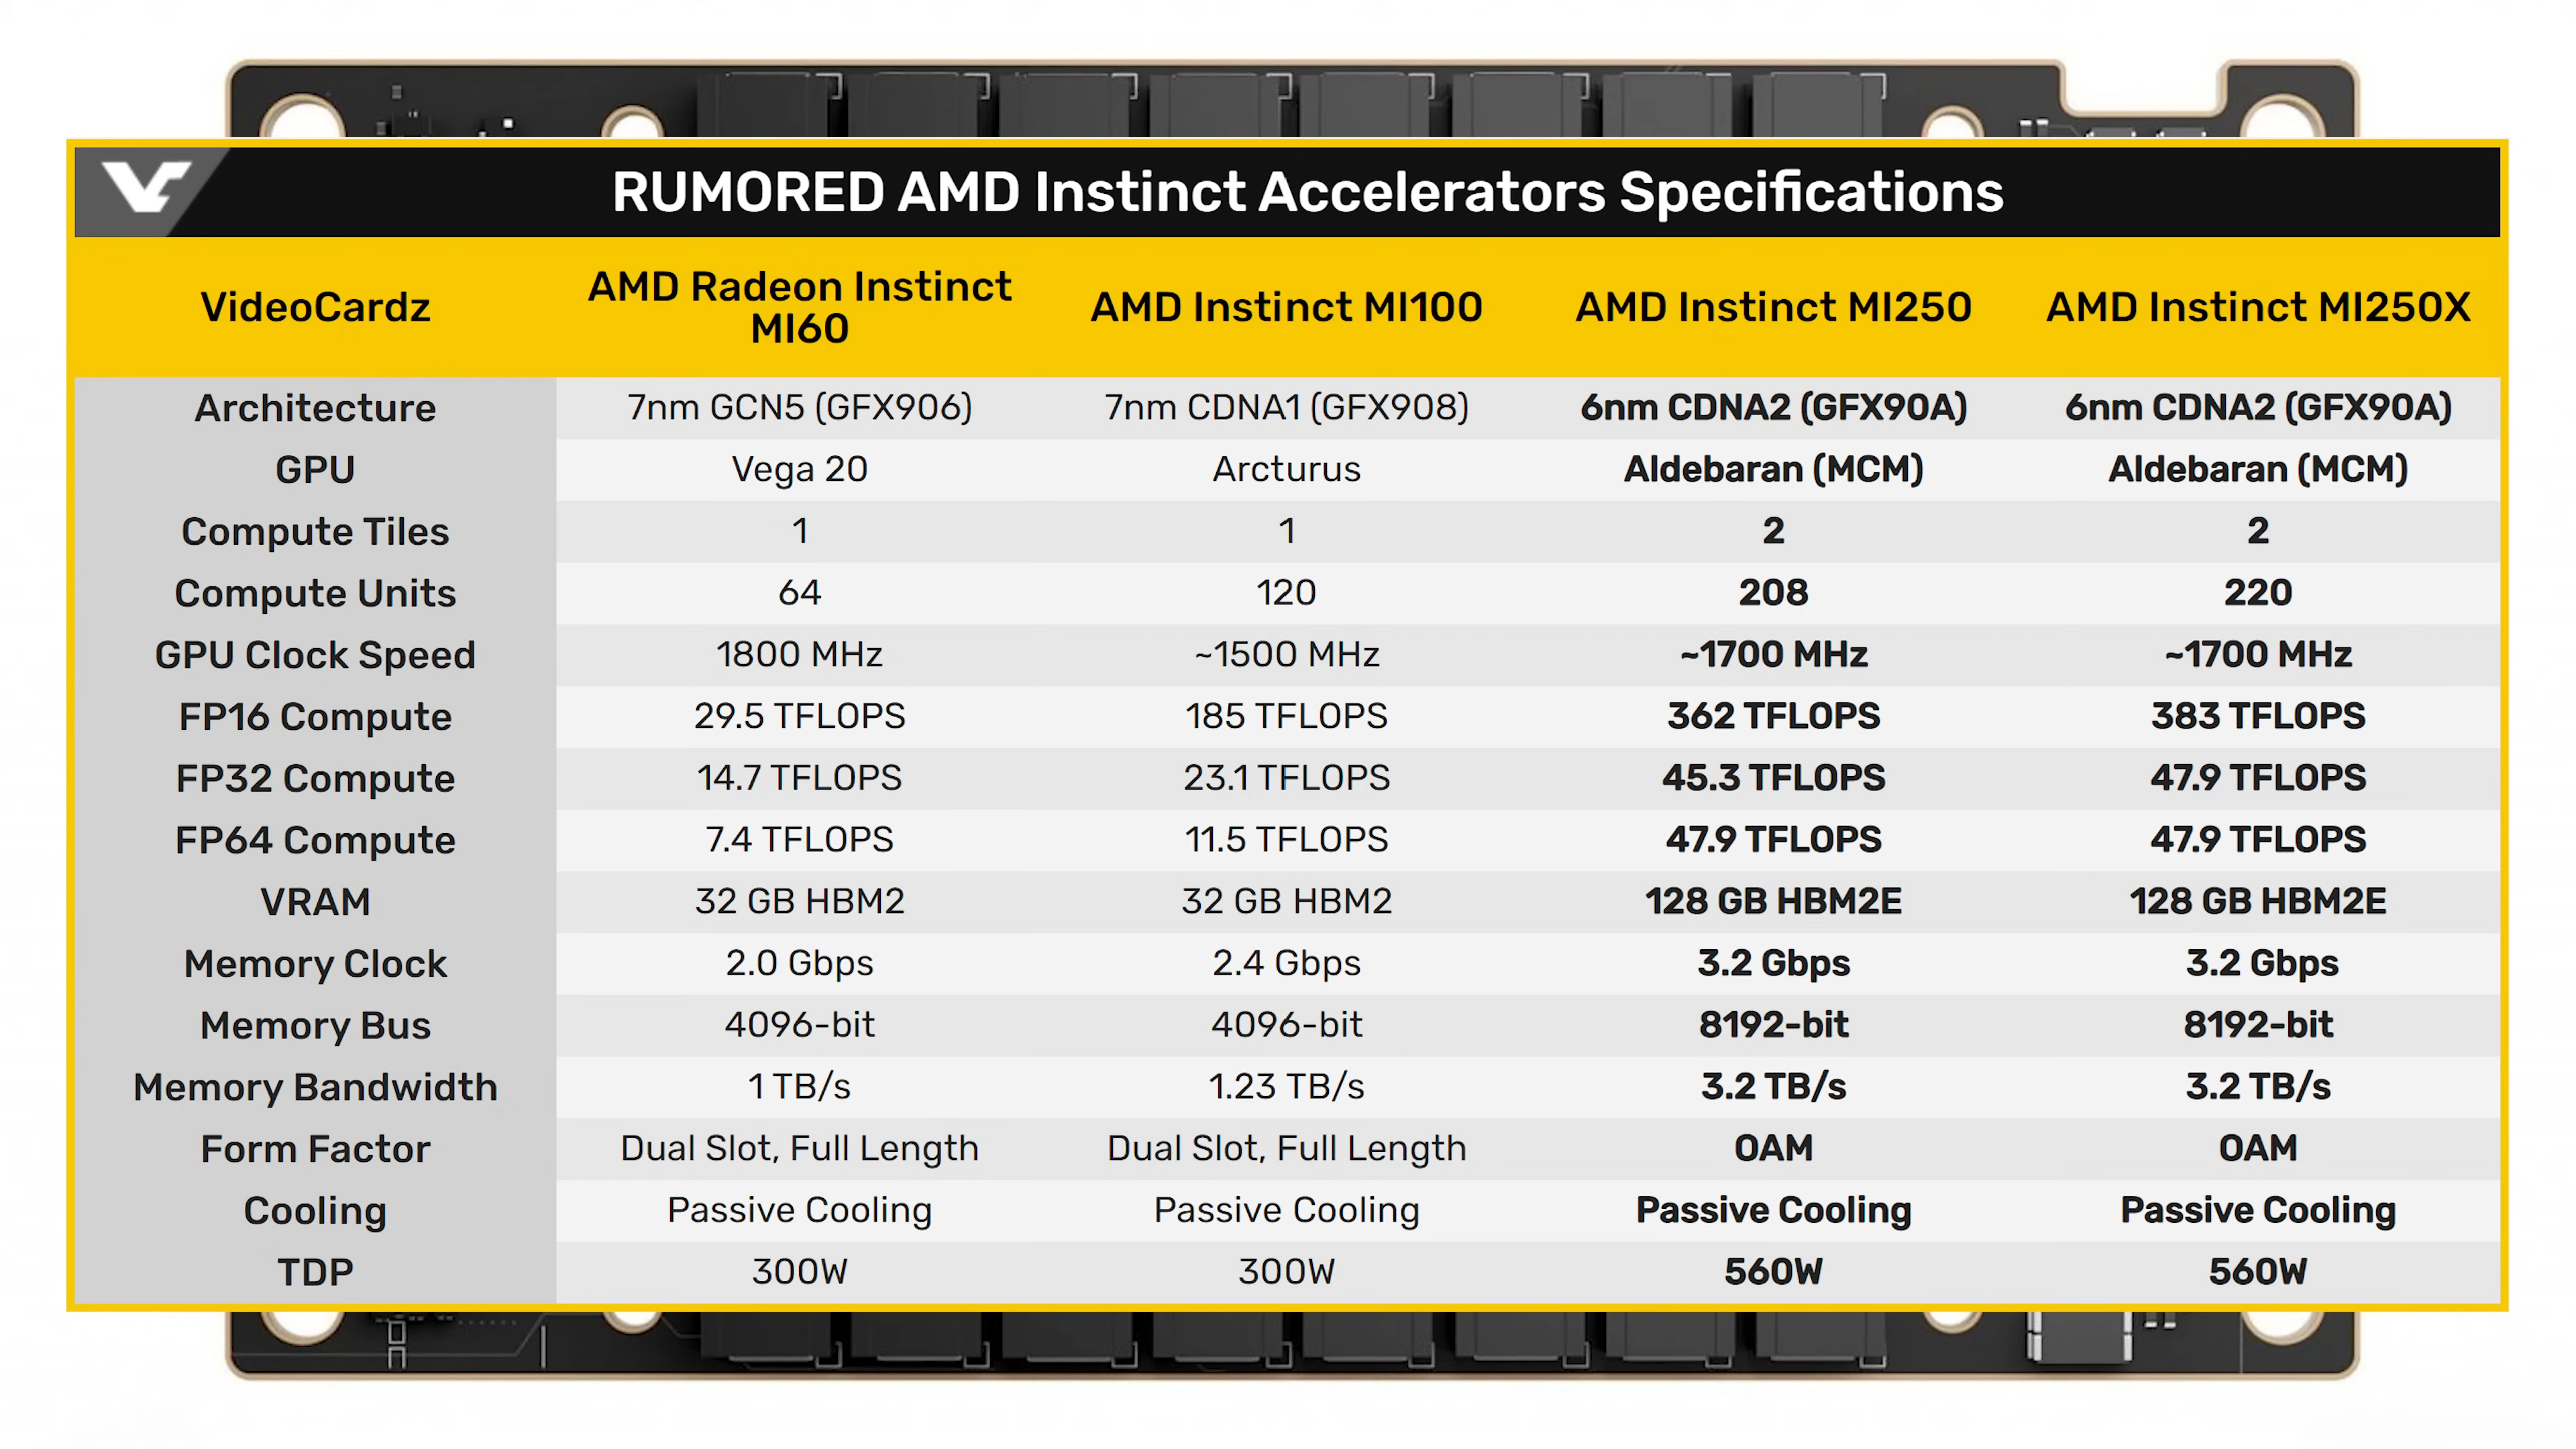 RUMORED AMD Instinct Accelerators Specifications
VideoCardz AMD Radeon Instinct MI60 AMD Instinct MI100 AMD Instinct MI250 AMD Instinct MI250X
Architecture 7nm GCN5 (GFX906) 7nm CDNA1 (GFX908) 6nm CDNA2 (GFX90A) 6nm CDNA2 (GFX90A)
GPU Vega 20 Arcturus Aldebaran (MCM) Aldebaran (MCM)
Compute Tiles 1 1 2 2
Compute Units 64 120 208 220
GPU Clock Speed 1800 MHz ~1500 MHz ~1700 MHz ~1700 MHz
FP16 Compute 29.5 TFLOPS 185 TFLOPS 362 TFLOPS 383 TFLOPS
FP32 Compute 14.7 TFLOPS 23.1 TFLOPS 45.3 TFLOPS 47.9 TFLOPS
FP64 Compute 7.4 TFLOPS 11.5 TFLOPS 47.9 TFLOPS 47.9 TFLOPS
VRAM 32 GB HBM2 32 GB HBM2 128 GB HBM2E 128 GB HBM2E
Memory Clock 2.0 Gbps 2.4 Gbps 3.2 Gbps 3.2 Gbps
Memory Bus 4096-bit 4096-bit 8192-bit 8192-bit
Memory Bandwidth 1 TB/s 1.23 TB/s 3.2 TB/s 3.2 TB/s
Form Factor Dual Slot, Full Length Dual Slot, Full Length OAM OAM
Cooling Passive Cooling Passive Cooling Passive Cooling Passive Cooling
TDP 300W 300W 560W 560W